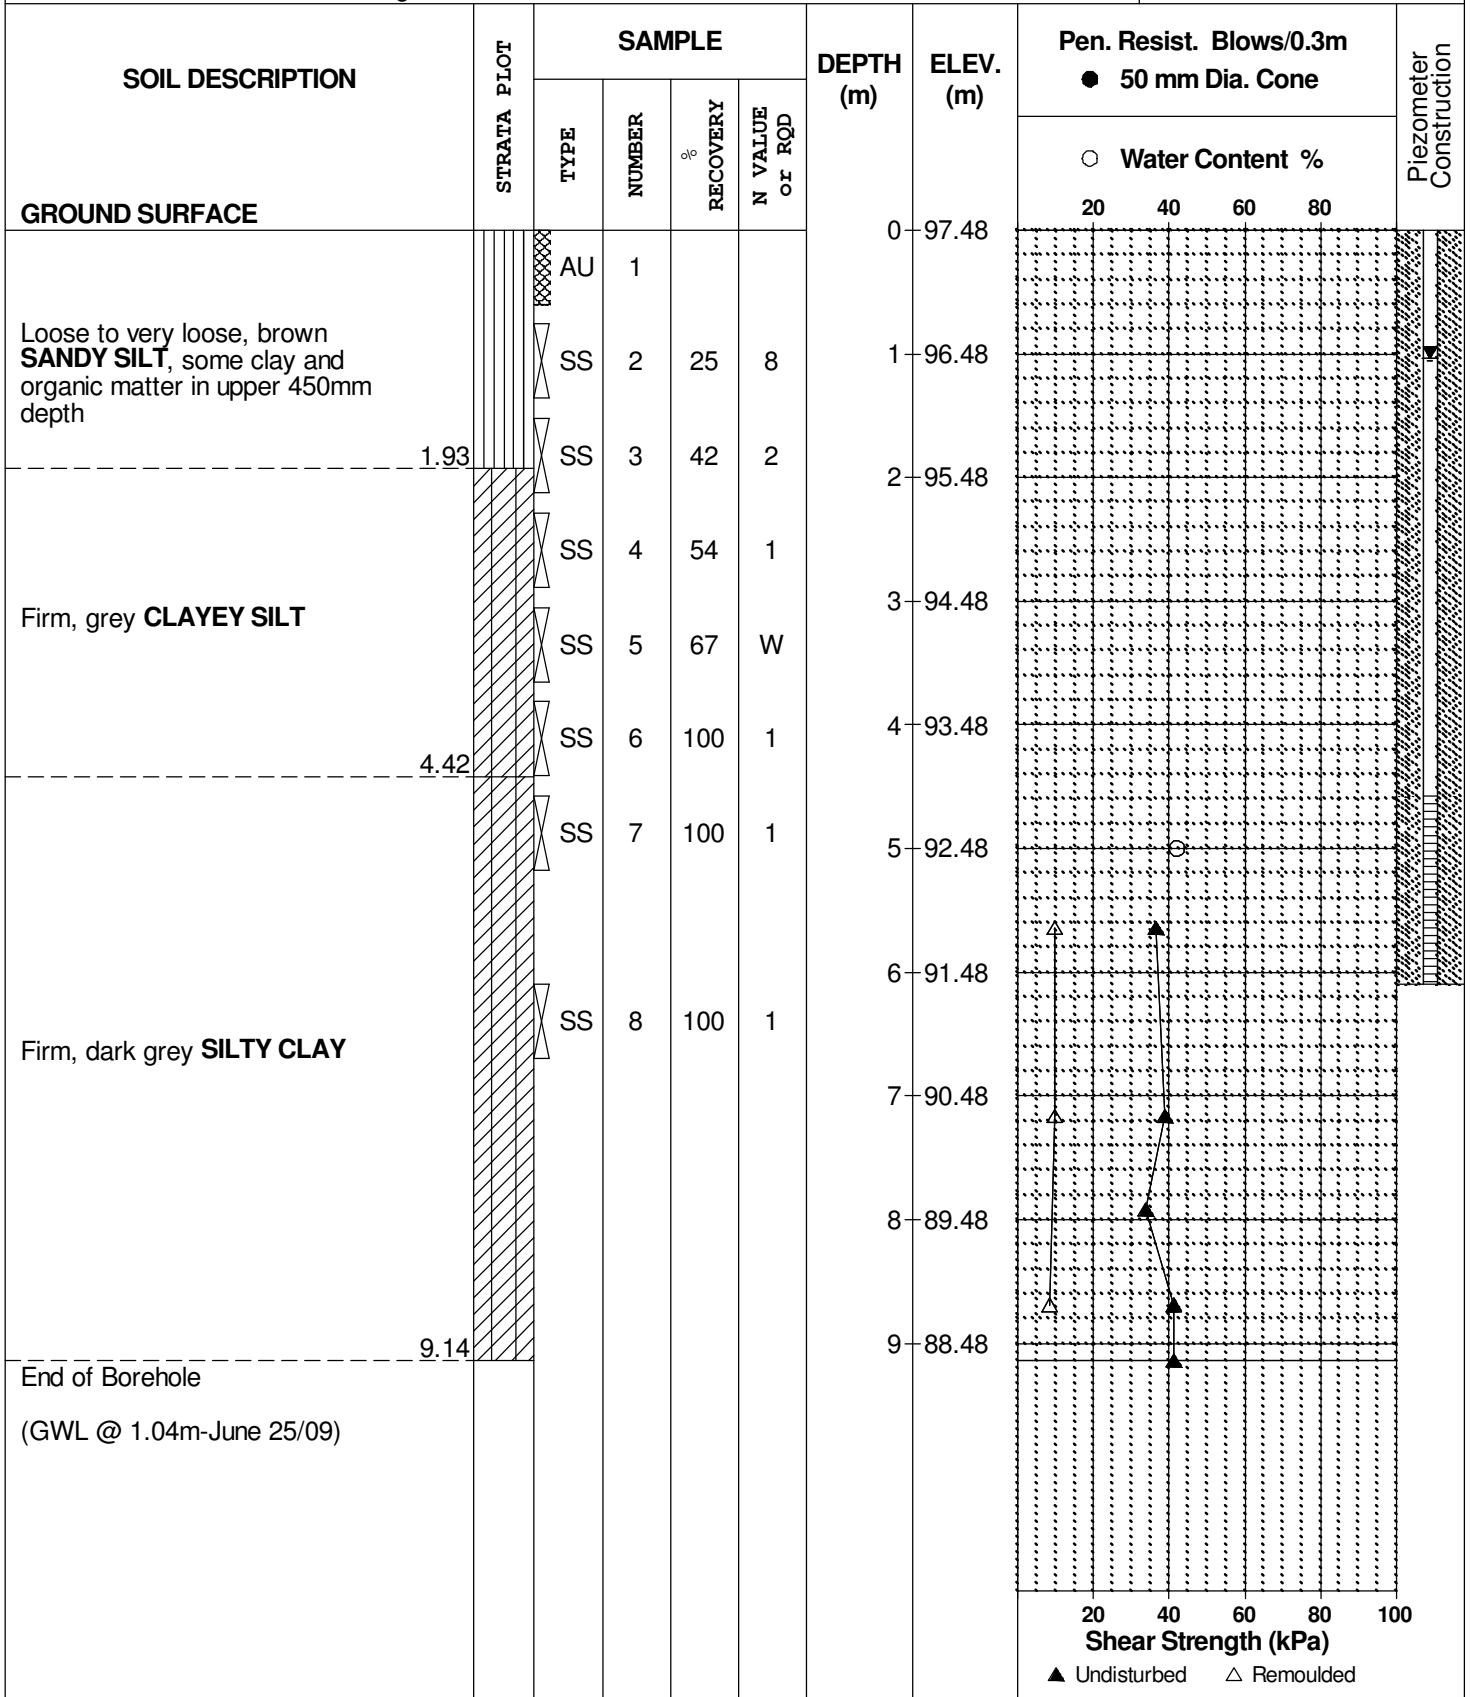 SOIL DESCRIPTION
GROUND SURFACE
STRATA PLOT
SAMPLE
TYPE
NUMBER
%
RECOVERY
N VALUE
or RQD
DEPTH
(m)
ELEV.
(m)
Pen. Resist. Blows/0.3m
50 mm Dia. Cone
Water Content %
20 40 60 80
Piezometer
Construction
0 97.48
AU 1
Loose to very loose, brown
SANDY SILT, some clay and
organic matter in upper 450mm
depth
SS 2 25 8
1 96.48
1.93
SS 3 42 2
2 95.48
SS 4 54 1
3 94.48
Firm, grey CLAYEY SILT
SS 5 67 W
4 93.48
SS 6 100 1
4.42
SS 7 100 1
5 92.48
6 91.48
SS 8 100 1
Firm, dark grey SILTY CLAY
7 90.48
8 89.48
9 88.48
9.14
End of Borehole
(GWL @ 1.04m-June 25/09)
20 40 60 80 100
Shear Strength (kPa)
Undisturbed Remoulded